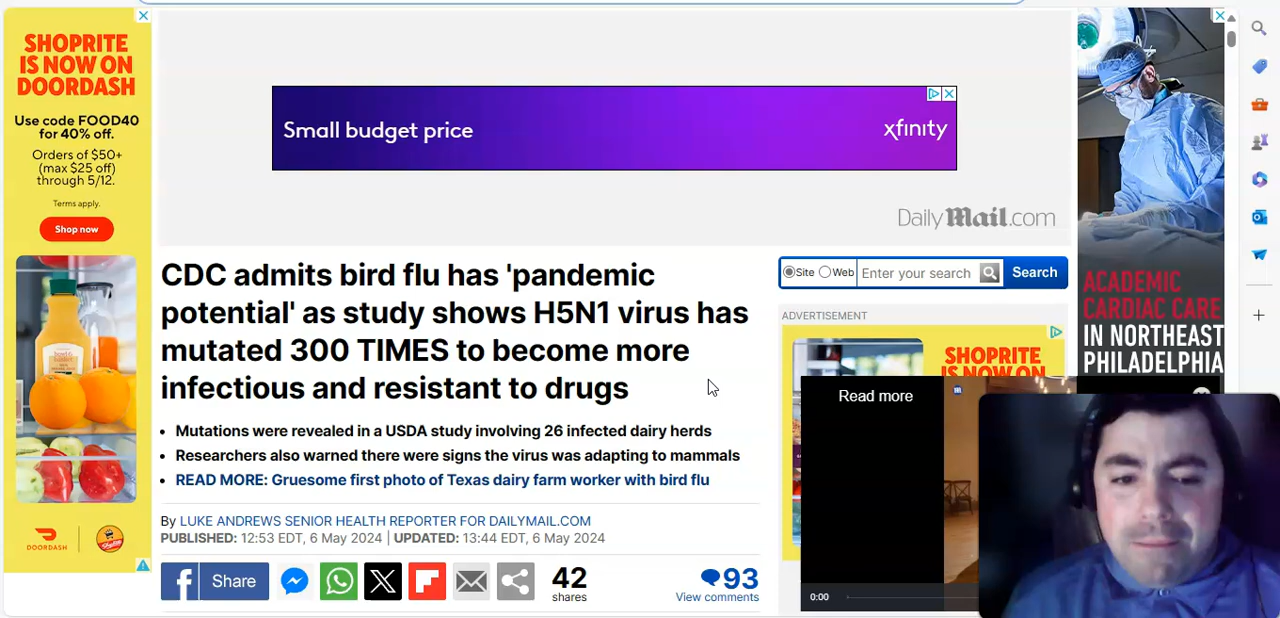 SHOPRITE
IS NOW ON
DOORDASH
Use code FOOD40
for 40% off.
Orders of $50+
(max $25 off)
through 5/12.
Terms apply.
Shop now
DOORDASH
Small budget price
xfinity
DailyMail.com
CDC admits bird flu has 'pandemic
potential' as study shows H5N1 virus has
mutated 300 TIMES to become more
infectious and resistant to drugs
Mutations were revealed in a USDA study involving 26 infected dairy herds
Researchers also warned there were signs the virus was adapting to mammals
READ MORE: Gruesome first photo of Texas dairy farm worker with bird flu
By LUKE ANDREWS SENIOR HEALTH REPORTER FOR DAILYMAIL.COM
PUBLISHED: 12:53 EDT, 6 May 2024 | UPDATED: 13:44 EDT, 6 May 2024
Share
42
shares
93
View comments
Site Web Enter your search Search
ADVERTISEMENT
SHOPRITE
IS NOW ON
Read more
0:00
ACADEMIC
CARDIAC CARE
IN NORTHEAST
PHILADELPHIA